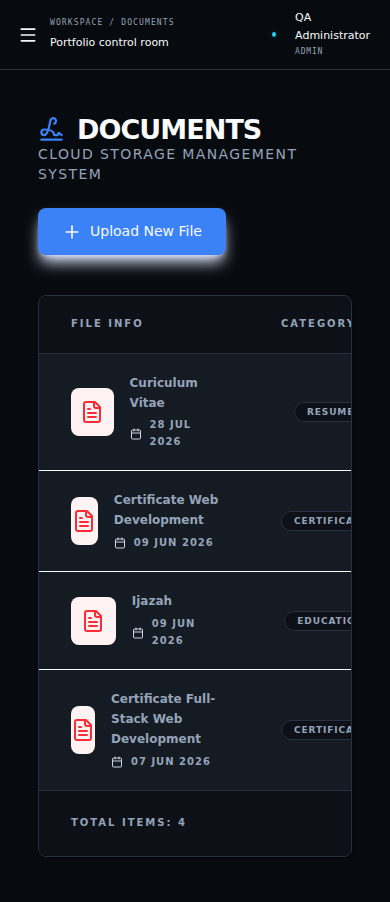 WORKSPACE / DOCUMENTS
Portfolio control room
QA
Administrator
ADMIN
DOCUMENTS
CLOUD STORAGE MANAGEMENT
SYSTEM
Upload New File
FILE INFO CATEGORY
Curiculum
Vitae
28 JUL
2026
RESUME
Certificate Web
Development
09 JUN 2026
CERTIFICA
Ijazah
09 JUN
2026
EDUCATIO
Certificate Full-
Stack Web
Development
07 JUN 2026
CERTIFICA
TOTAL ITEMS: 4